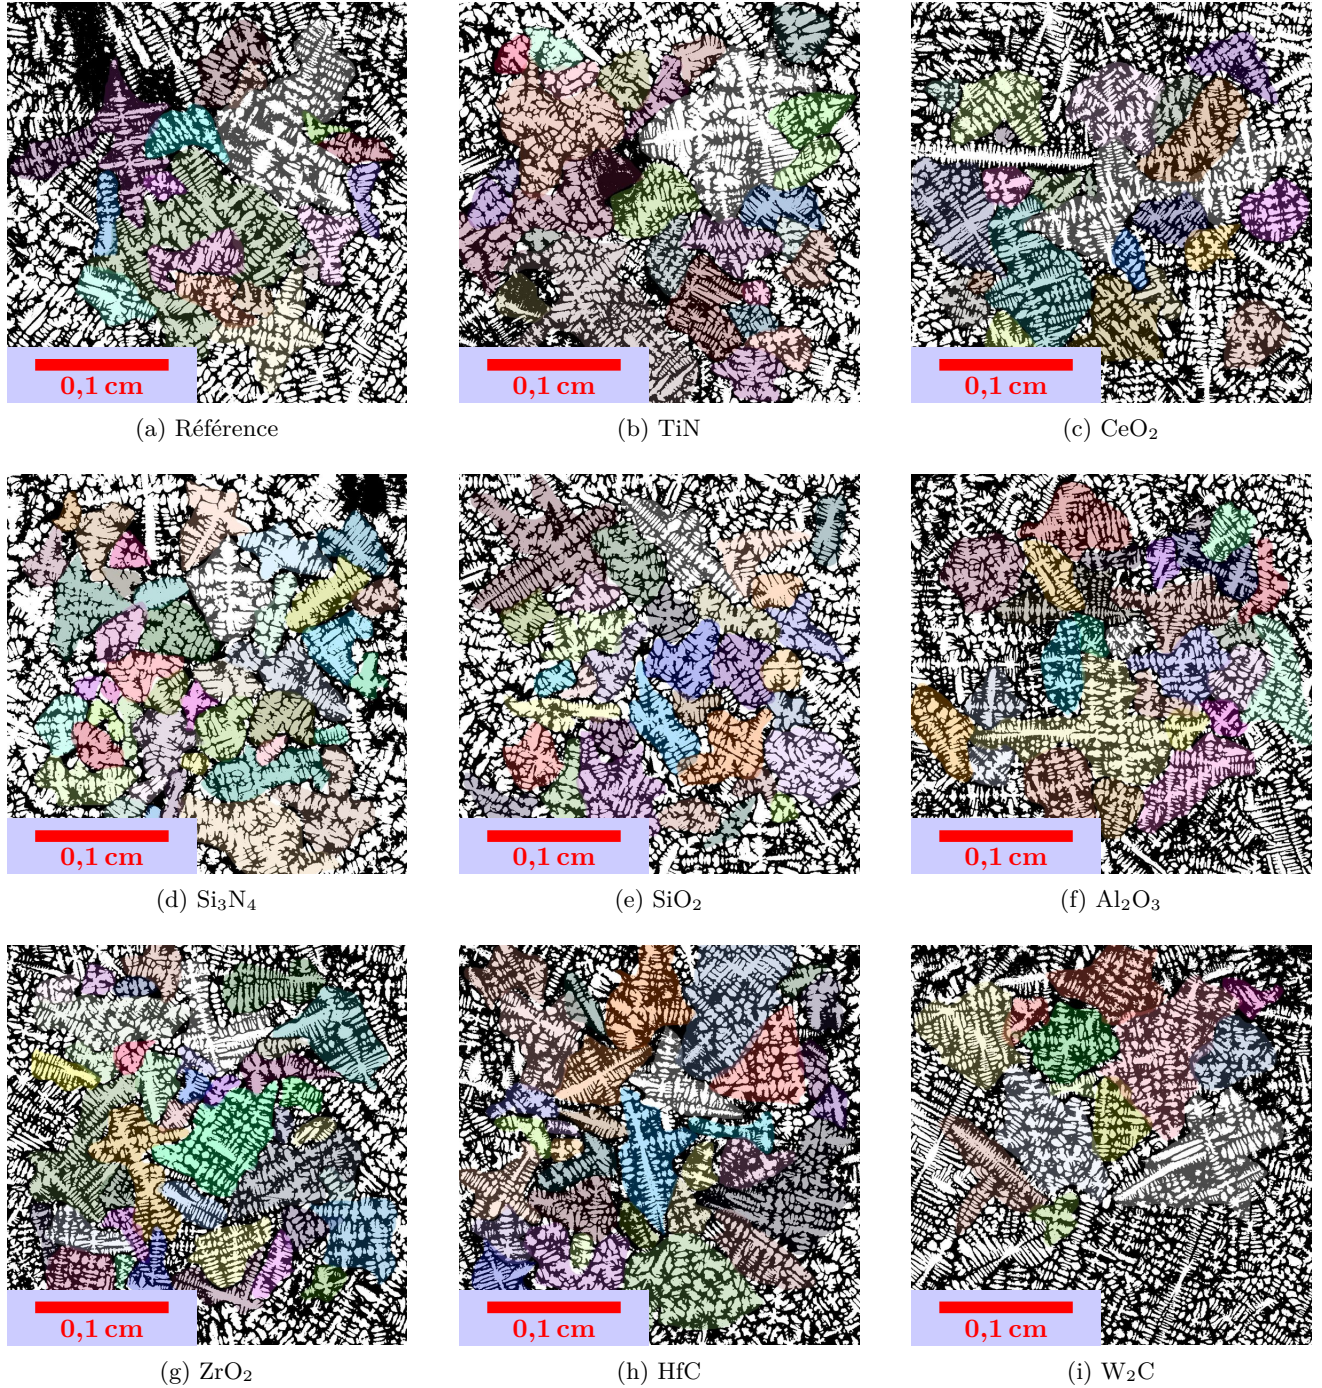 0,1 cm
0,1 cm
0,1 cm
(a) Référence
(b) TiN
(c) CeO₂
0,1 cm
0,1 cm
0,1 cm
(d) Si₃N₄
(e) SiO₂
(f) Al₂O₃
0,1 cm
0,1 cm
0,1 cm
(g) ZrO₂
(h) HfC
(i) W₂C